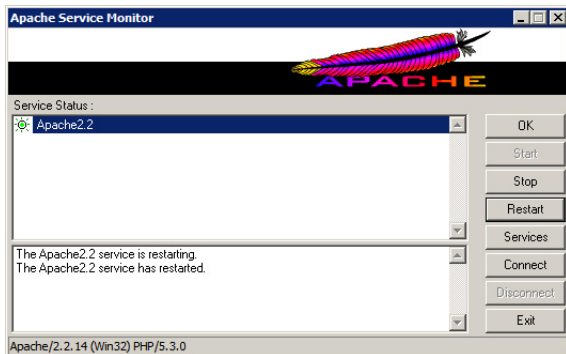 Apache Service Monitor
APACHE
Service Status :
Apache2.2
OK
Start
Stop
Restart
Services
Connect
Disconnect
Exit
The Apache2.2 service is restarting.
The Apache2.2 service has restarted.
Apache/2.2.14 (Win32) PHP/5.3.0